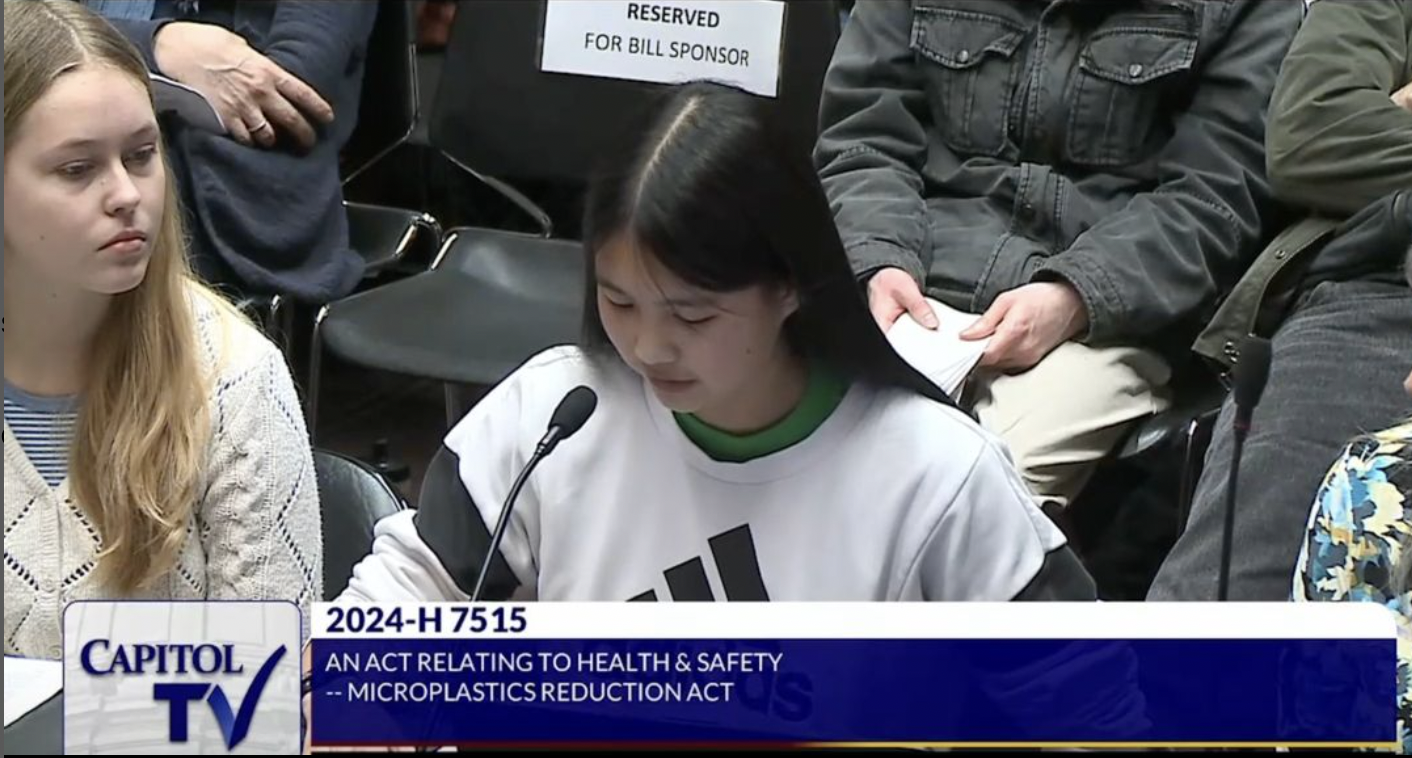 RESERVED
FOR BILL SPONSOR
2024-H 7515
AN ACT RELATING TO HEALTH & SAFETY
-- MICROPLASTICS REDUCTION ACT
CAPITOL
TV